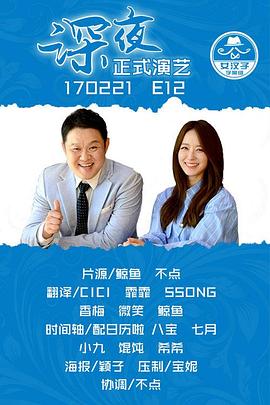 深夜
正式演艺
女汉子
字幕组
170221 E12
片源/鲸鱼 不点
翻译/CICI 霏霏 SSONG
香梅 微笑 鲸鱼
时间轴/配日历啦 八宝 七月
小九 馄饨 希希
海报/颖子 压制/宝妮
协调/不点